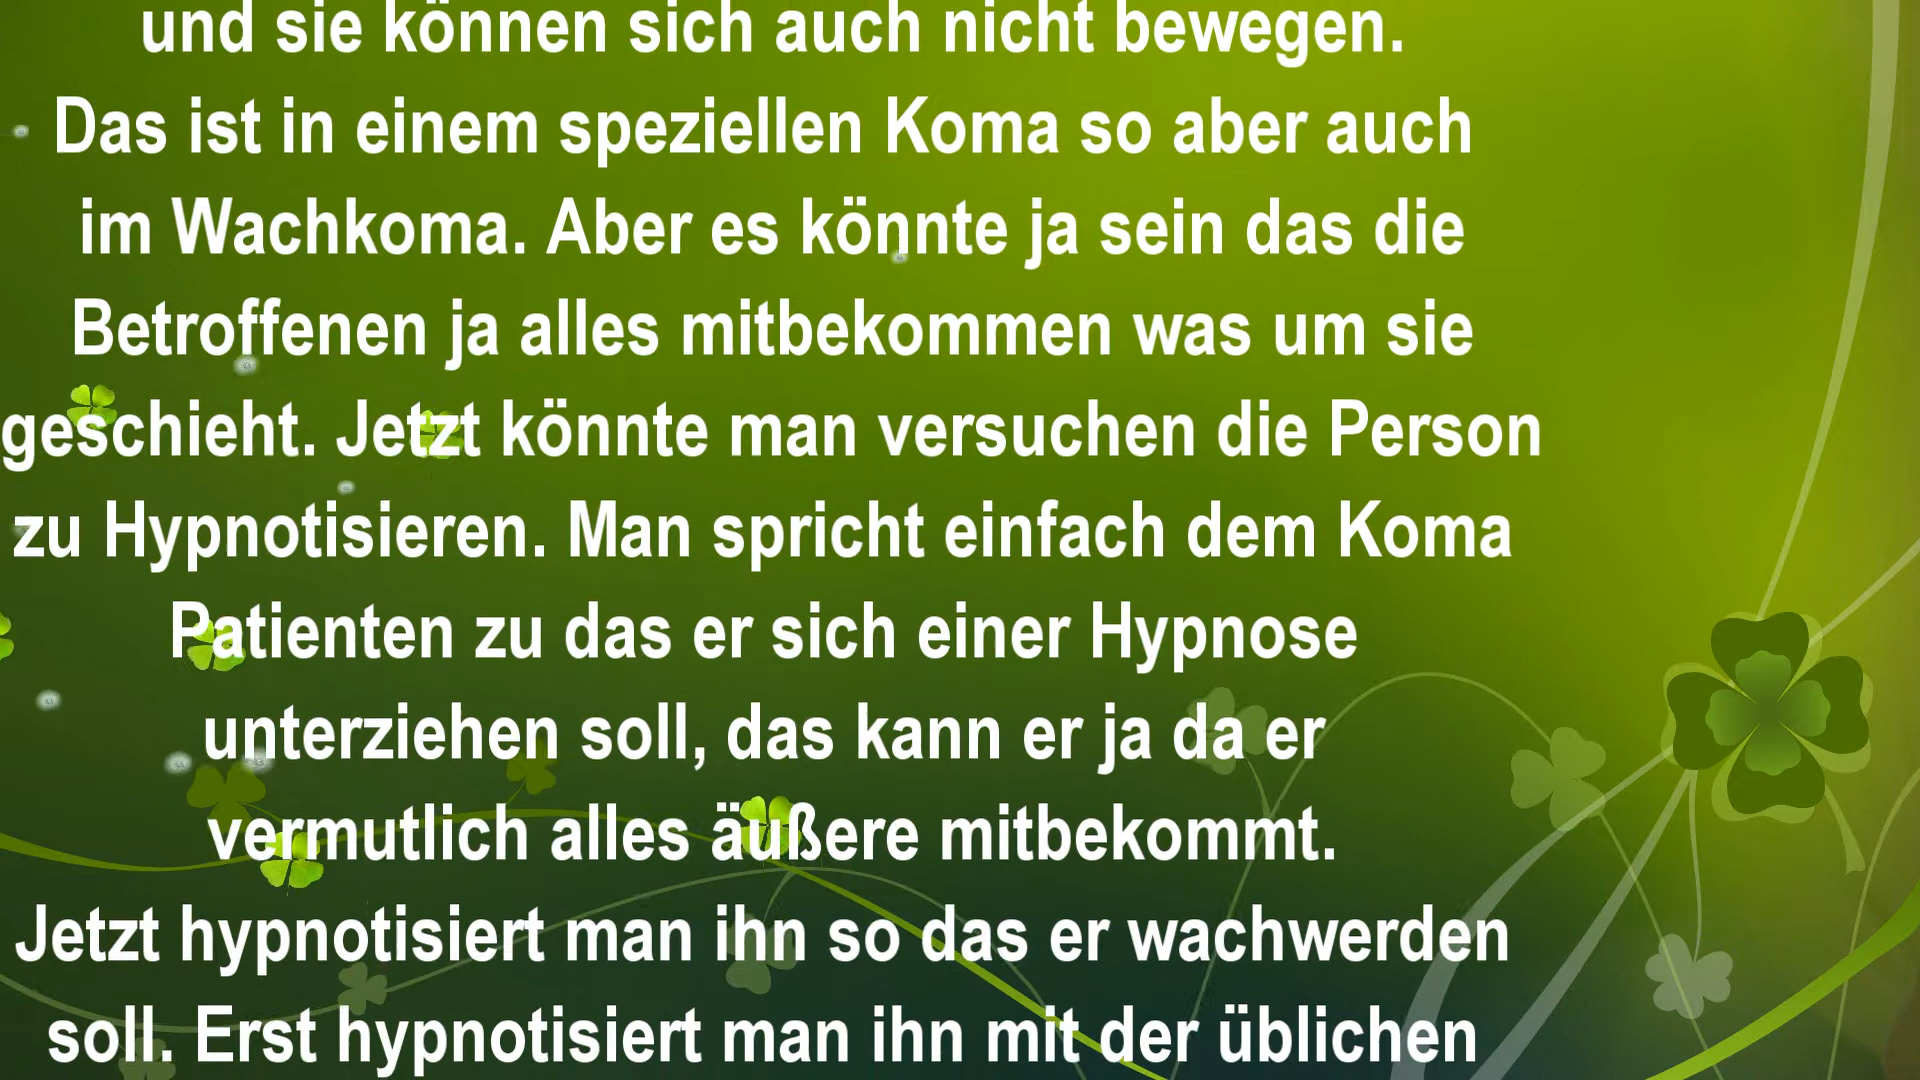 und sie können sich auch nicht bewegen.
Das ist in einem speziellen Koma so aber auch
im Wachkoma. Aber es könnte ja sein das die
Betroffenen ja alles mitbekommen was um sie
geschieht. Jetzt könnte man versuchen die Person
zu Hypnotisieren. Man spricht einfach dem Koma
Patienten zu das er sich einer Hypnose
unterziehen soll, das kann er ja da er
vermutlich alles äußere mitbekommt.
Jetzt hypnotisiert man ihn so das er wachwerden
soll. Erst hypnotisiert man ihn mit der üblichen